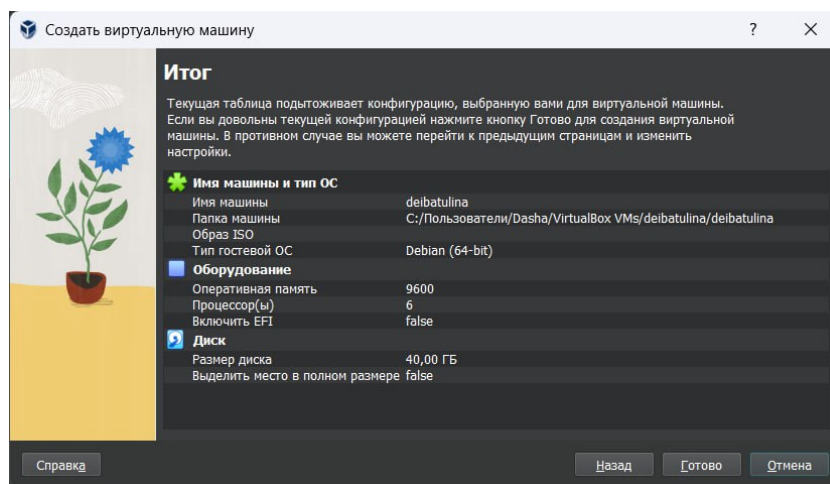 Создать виртуальную машину
?
Итог
Текущая таблица подытоживает конфигурацию, выбранную вами для виртуальной машины.
Если вы довольны текущей конфигурацией нажмите кнопку Готово для создания виртуальной
машины. В противном случае вы можете перейти к предыдущим страницам и изменить
настройки.
Имя машины и тип ОС
Имя машины deibatulina
Папка машины C:/Пользователи/Dasha/VirtualBox VMs/deibatulina/deibatulina
Образ ISO
Тип гостевой ОС Debian (64-bit)
Оборудование
Оперативная память 9600
Процессор(ы) 6
Включить EFI false
Диск
Размер диска 40,00 ГБ
Выделить место в полном размере false
Справка Назад Готово Отмена